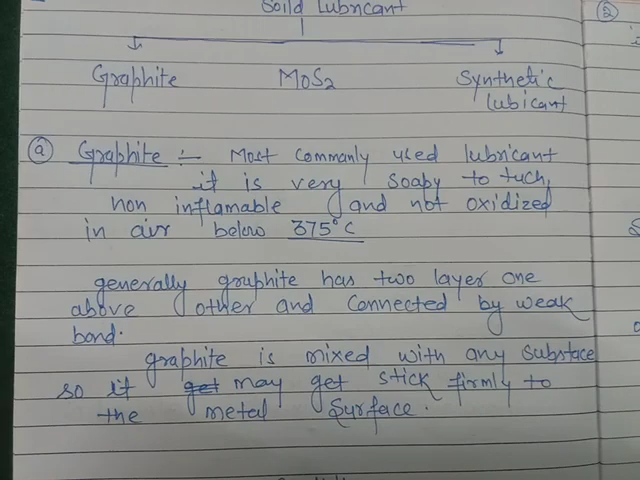 Soild Lubricant
Graphite MoS2 Synthetic
lubicant
(a) Graphite :- Most commonly used lubricant
it is very soapy to tuch,
non inflamable and not oxidized
in air below 375°C
generally graphite has two layer one
above other and connected by weak
bond.
graphite is mixed with any substace
so it get may get stick firmly to
the metal surface.
(2)